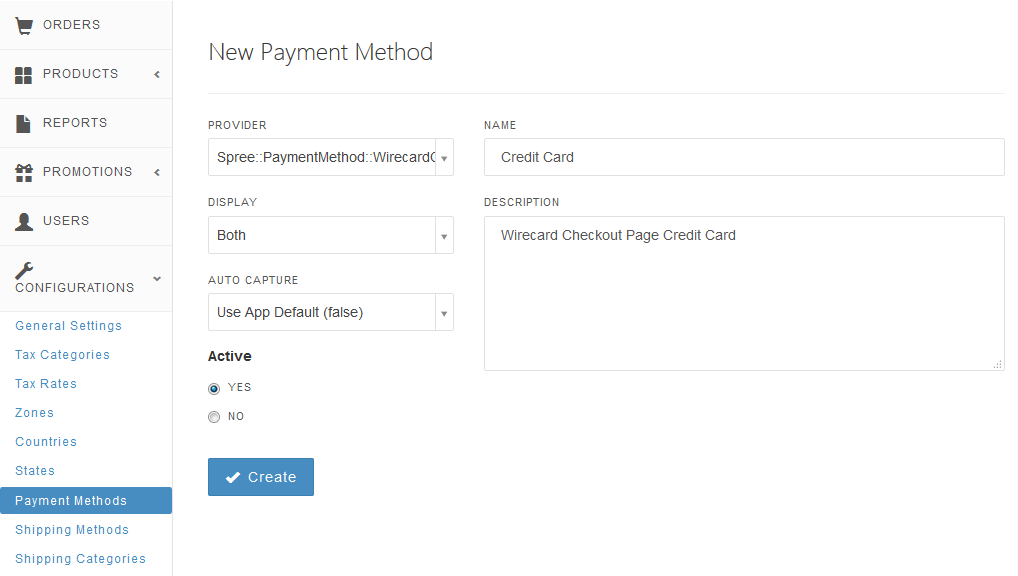 ORDERS
PRODUCTS
REPORTS
PROMOTIONS
USERS
CONFIGURATIONS
General Settings
Tax Categories
Tax Rates
Zones
Countries
States
Payment Methods
Shipping Methods
Shipping Categories
New Payment Method
PROVIDER
Spree::PaymentMethod::Wirecard
NAME
Credit Card
DISPLAY
Both
DESCRIPTION
Wirecard Checkout Page Credit Card
AUTO CAPTURE
Use App Default (false)
Active
YES
NO
Create